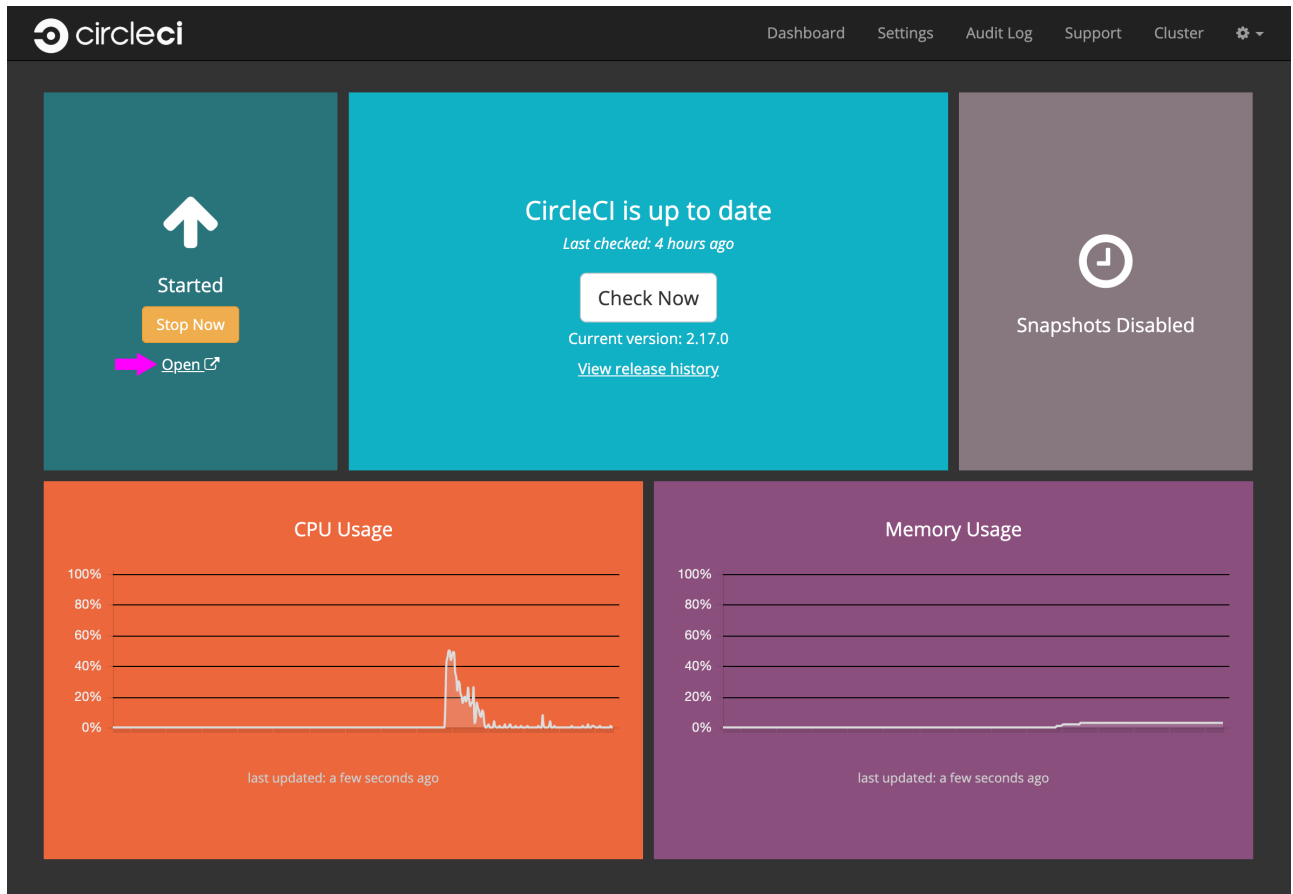 circleci
Dashboard Settings Audit Log Support Cluster
Started
Stop Now
Open
CircleCI is up to date
Last checked: 4 hours ago
Check Now
Current version: 2.17.0
View release history
Snapshots Disabled
CPU Usage
100%
80%
60%
40%
20%
0%
last updated: a few seconds ago
Memory Usage
100%
80%
60%
40%
20%
0%
last updated: a few seconds ago